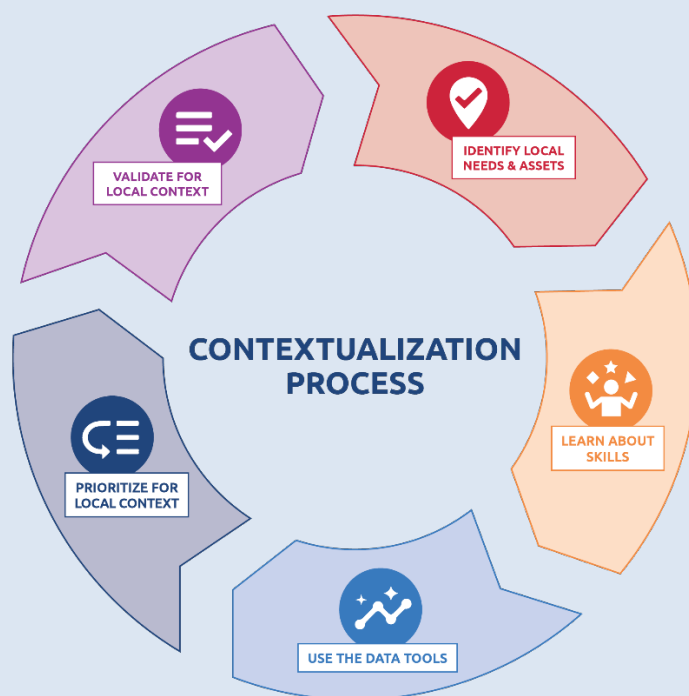 IDENTIFY LOCAL
NEEDS & ASSETS
LEARN ABOUT
SKILLS
USE THE DATA TOOLS
PRIORITIZE FOR
LOCAL CONTEXT
VALIDATE FOR
LOCAL CONTEXT
CONTEXTUALIZATION
PROCESS